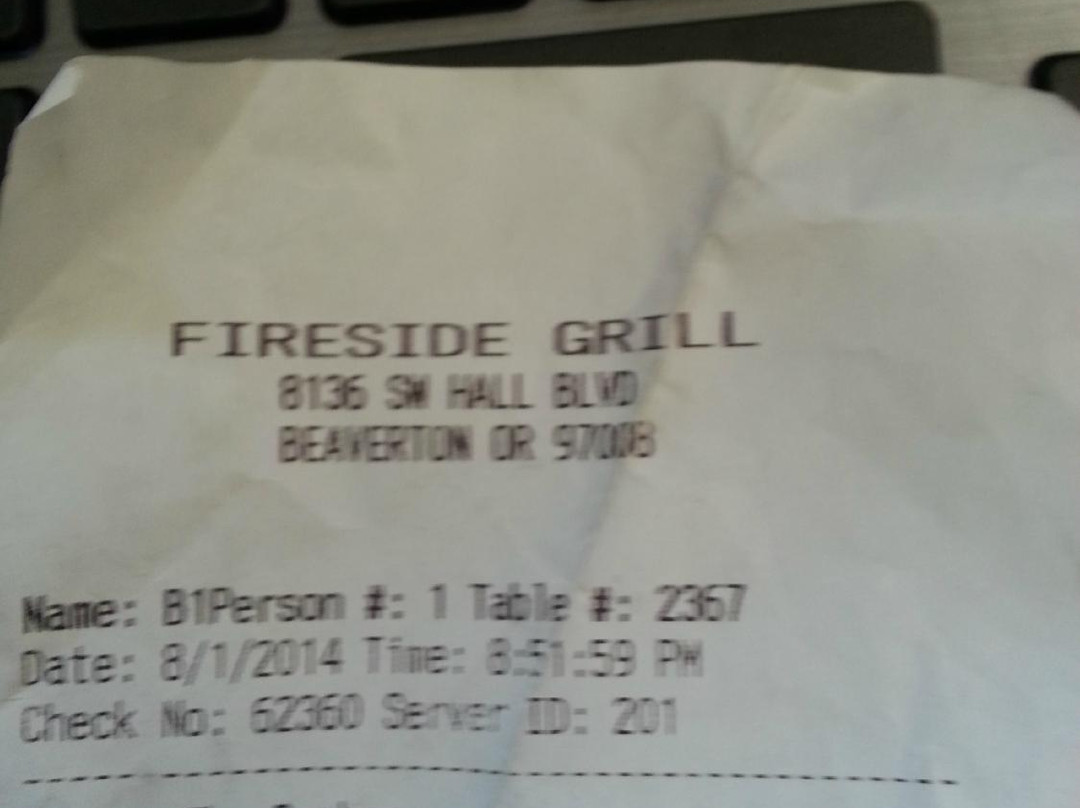 FIRESIDE GRILL
8136 SW HALL BLVD
BEAVERTON OR 97008
Name: B1Person #: 1 Table #: 2367
Date: 8/1/2014 Time: 8:51:59 PM
Check No: 62360 Server ID: 201
--------------------------------------------